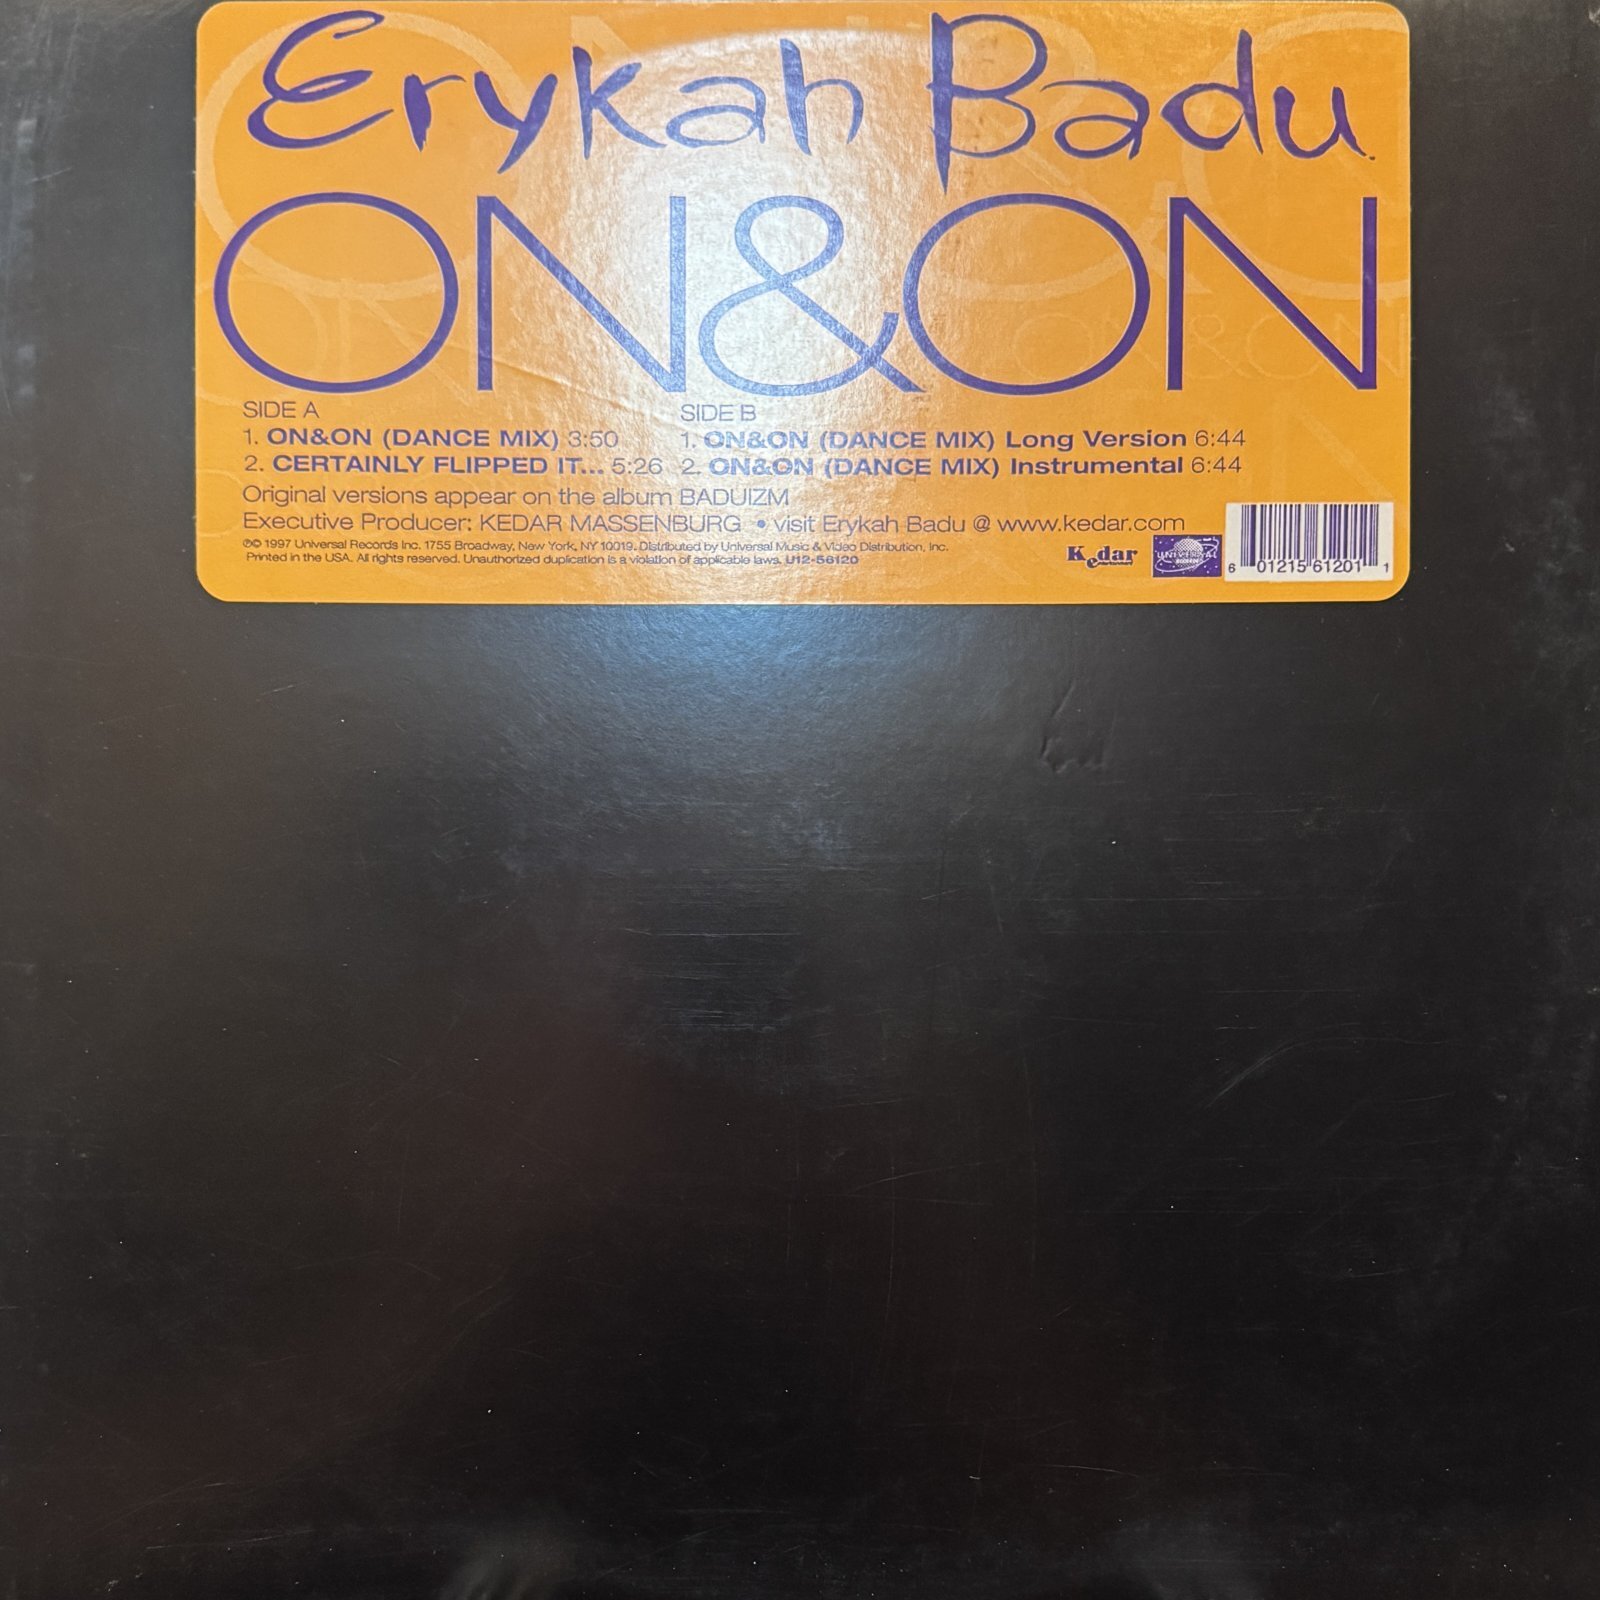 Erykah Badu
ON&ON
SIDE A
1. ON&ON (DANCE MIX) 3:50
2. CERTAINLY FLIPPED IT... 5:26
SIDE B
1. ON&ON (DANCE MIX) Long Version 6:44
2. ON&ON (DANCE MIX) Instrumental 6:44
Original versions appear on the album BADUIZM
Executive Producer: KEDAR MASSENBURG • visit Erykah Badu @ www.kedar.com
℗© 1997 Universal Records Inc. 1755 Broadway, New York, NY 10019. Distributed by Universal Music & Video Distribution, Inc.
Printed in the USA. All rights reserved. Unauthorized duplication is a violation of applicable laws. U12-56120
Kedar
UNIVERSAL
6 01215 61201 1